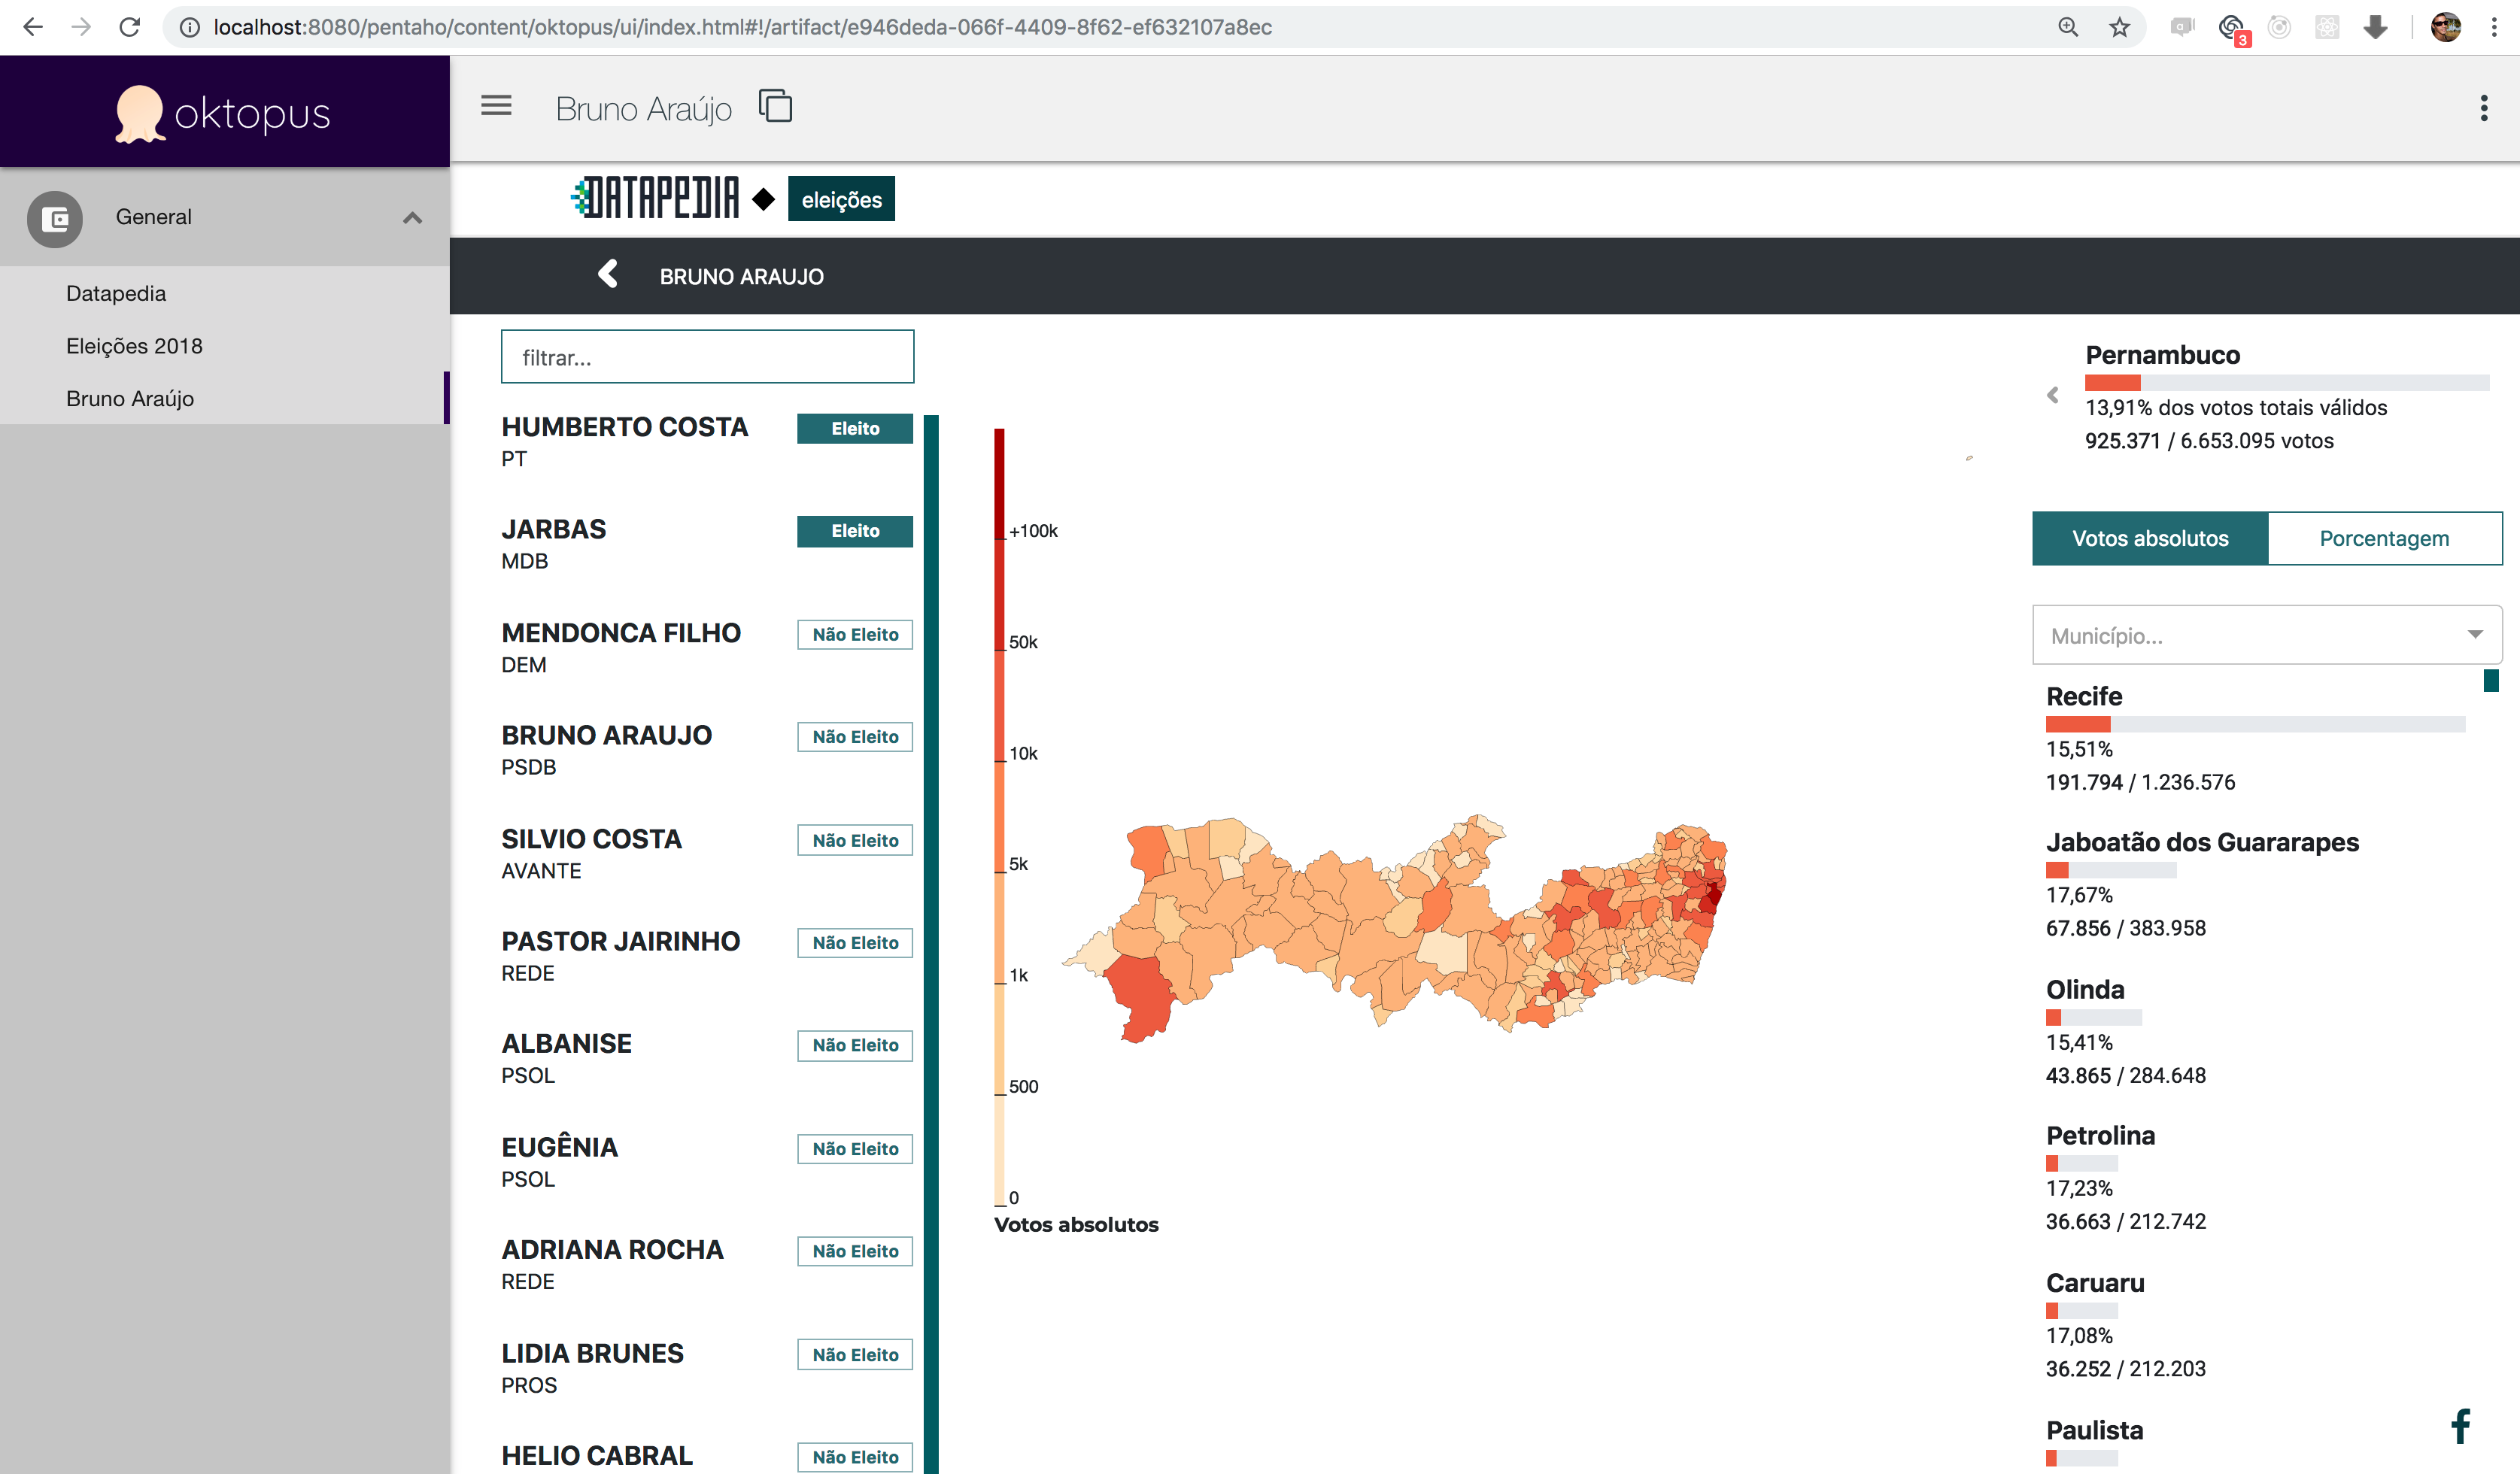 localhost:8080/pentaho/content/oktopus/ui/index.html#!/artifact/e946deda-066f-4409-8f62-ef632107a8ec
3
oktopus
Bruno Araújo
General
Datapedia
Eleições 2018
Bruno Araújo
DATAPEDIA
eleições
BRUNO ARAUJO
filtrar...
HUMBERTO COSTA
Eleito
PT
JARBAS
Eleito
MDB
MENDONCA FILHO
Não Eleito
DEM
BRUNO ARAUJO
Não Eleito
PSDB
SILVIO COSTA
Não Eleito
AVANTE
PASTOR JAIRINHO
Não Eleito
REDE
ALBANISE
Não Eleito
PSOL
EUGÊNIA
Não Eleito
PSOL
ADRIANA ROCHA
Não Eleito
REDE
LIDIA BRUNES
Não Eleito
PROS
HELIO CABRAL
Não Eleito
+100k
50k
10k
5k
1k
500
0
Votos absolutos
Pernambuco
13,91% dos votos totais válidos
925.371 / 6.653.095 votos
Votos absolutos
Porcentagem
Município...
Recife
15,51%
191.794 / 1.236.576
Jaboatão dos Guararapes
17,67%
67.856 / 383.958
Olinda
15,41%
43.865 / 284.648
Petrolina
17,23%
36.663 / 212.742
Caruaru
17,08%
36.252 / 212.203
Paulista